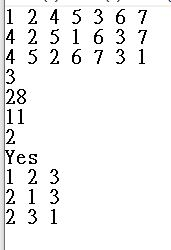 1 2 4 5 3 6 7
4 2 5 1 6 3 7
4 5 2 6 7 3 1
3
28
11
2
Yes
1 2 3
2 1 3
2 3 1